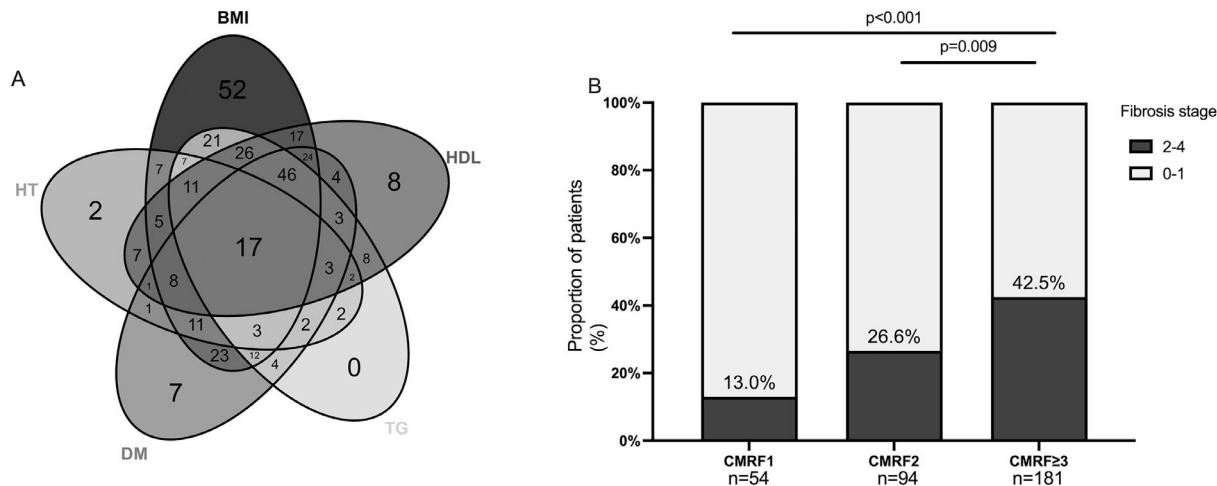 A
BMI
52
21
17
HDL
7
7
26
24
11
46
4
8
HT
2
5
17
3
7
8
1
8
3
2
1
11
3
2
2
23
12
4
0
7
TG
DM
p<0.001
p=0.009
B
Fibrosis stage
2-4
0-1
Proportion of patients
(%)
100%
80%
60%
40%
20%
0%
13.0%
26.6%
42.5%
CMRF1
CMRF2
CMRF≥3
n=54
n=94
n=181